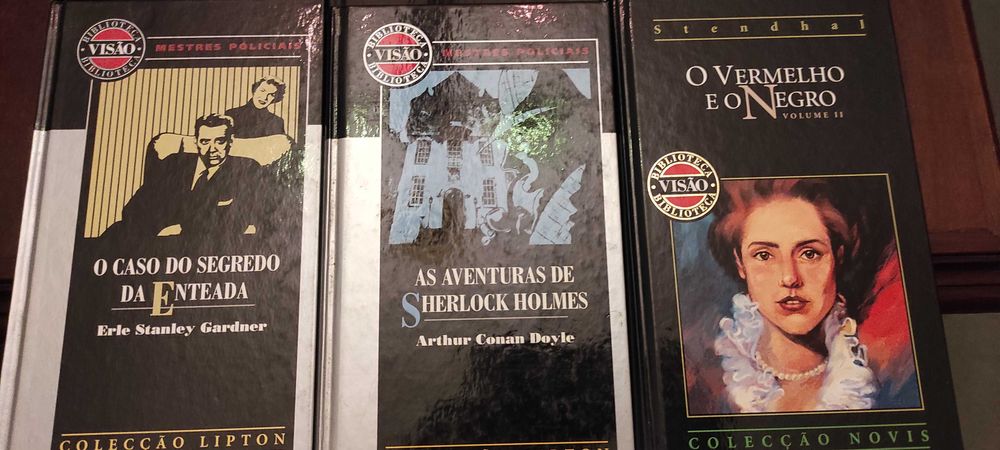 BIBLIOTECA
VISÃO
BIBLIOTECA
MESTRES POLICIAIS
O CASO DO SEGREDO
DA ENTEADA
Erle Stanley Gardner
COLECÇÃO LIPTON
BIBLIOTECA
VISÃO
BIBLIOTECA
MESTRES POLICIAIS
AS AVENTURAS DE
SHERLOCK HOLMES
Arthur Conan Doyle
Stendhal
O VERMELHO
E O NEGRO
VOLUME II
BIBLIOTECA
VISÃO
BIBLIOTECA
COLECÇÃO NOVIS